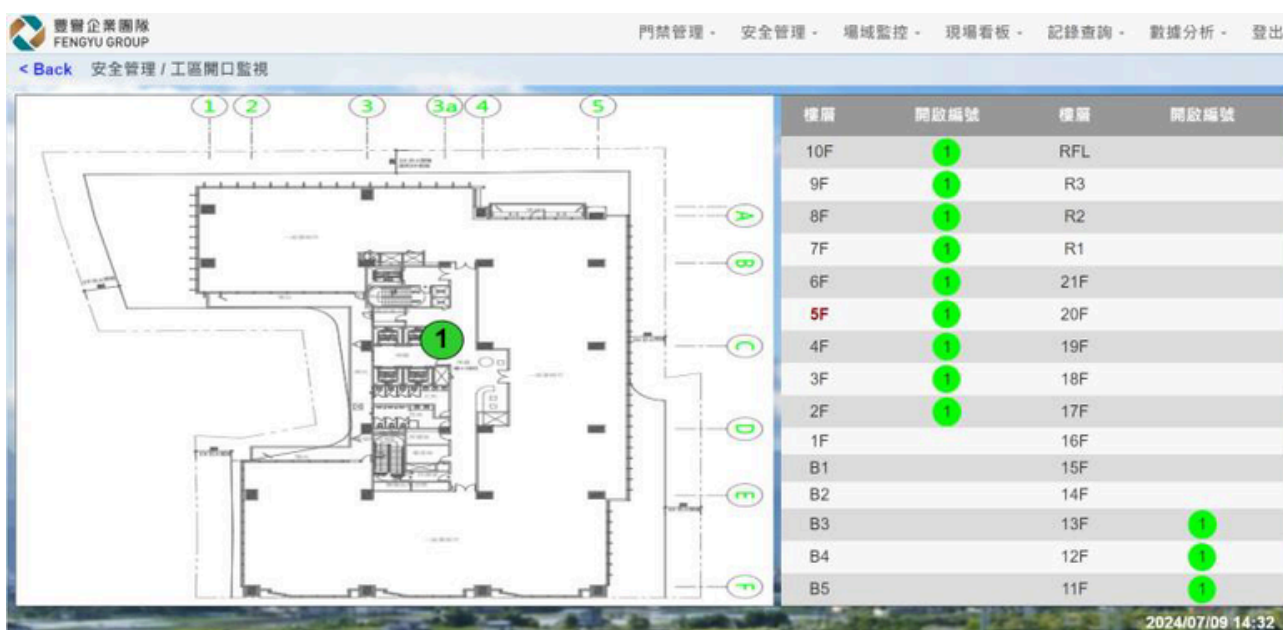 豐譽企業團隊
FENGYU GROUP
門禁管理 安全管理 場域監控 現場看板 記錄查詢 數據分析 登出
< Back 安全管理 / 工區開口監視
1 2 3 3a 4 5
A
B
C
D
E
F
1
樓層 開啟編號 樓層 開啟編號
10F 1 RFL
9F 1 R3
8F 1 R2
7F 1 R1
6F 1 21F
5F 1 20F
4F 1 19F
3F 1 18F
2F 1 17F
1F 16F
B1 15F
B2 14F
B3 13F 1
B4 12F 1
B5 11F 1
2024/07/09 14:32